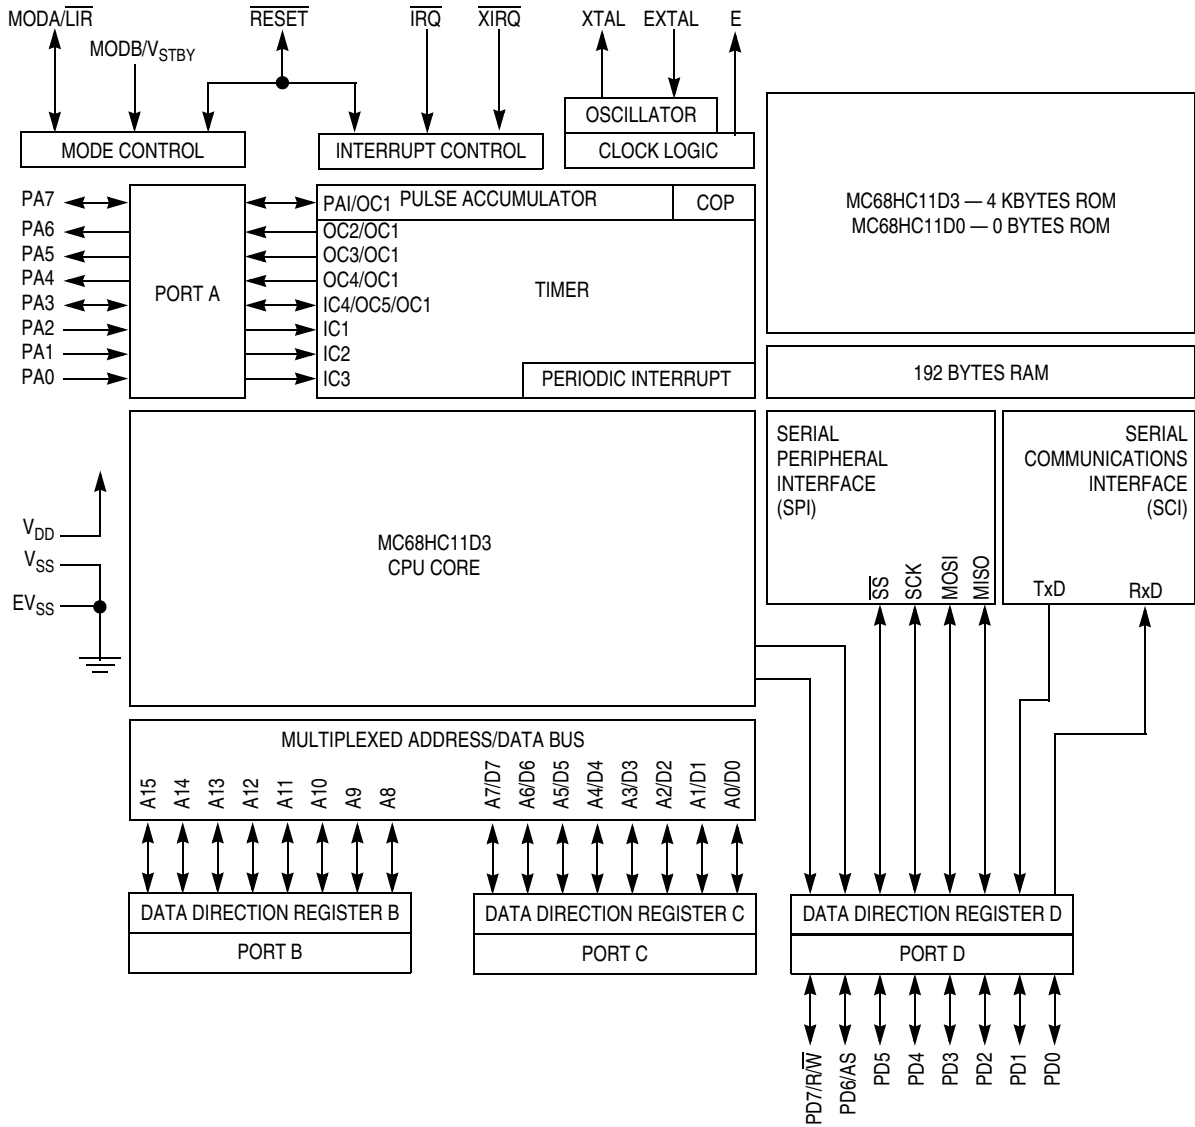 MODA/LIR
RESET
IRQ
XIRQ
XTAL
EXTAL
E
MODB/VSTBY
OSCILLATOR
MODE CONTROL
INTERRUPT CONTROL
CLOCK LOGIC
PA7
PA6
PA5
PA4
PA3
PA2
PA1
PA0
PORT A
PAI/OC1
PULSE ACCUMULATOR
COP
OC2/OC1
OC3/OC1
OC4/OC1
IC4/OC5/OC1
IC1
IC2
IC3
TIMER
PERIODIC INTERRUPT
MC68HC11D3 — 4 KBYTES ROM
MC68HC11D0 — 0 BYTES ROM
192 BYTES RAM
VDD
VSS
EVSS
MC68HC11D3
CPU CORE
SERIAL
PERIPHERAL
INTERFACE
(SPI)
SS
SCK
MOSI
MISO
SERIAL
COMMUNICATIONS
INTERFACE
(SCI)
TxD
RxD
MULTIPLEXED ADDRESS/DATA BUS
A15
A14
A13
A12
A11
A10
A9
A8
A7/D7
A6/D6
A5/D5
A4/D4
A3/D3
A2/D2
A1/D1
A0/D0
DATA DIRECTION REGISTER B
PORT B
DATA DIRECTION REGISTER C
PORT C
DATA DIRECTION REGISTER D
PORT D
PD7/R/W
PD6/AS
PD5
PD4
PD3
PD2
PD1
PD0